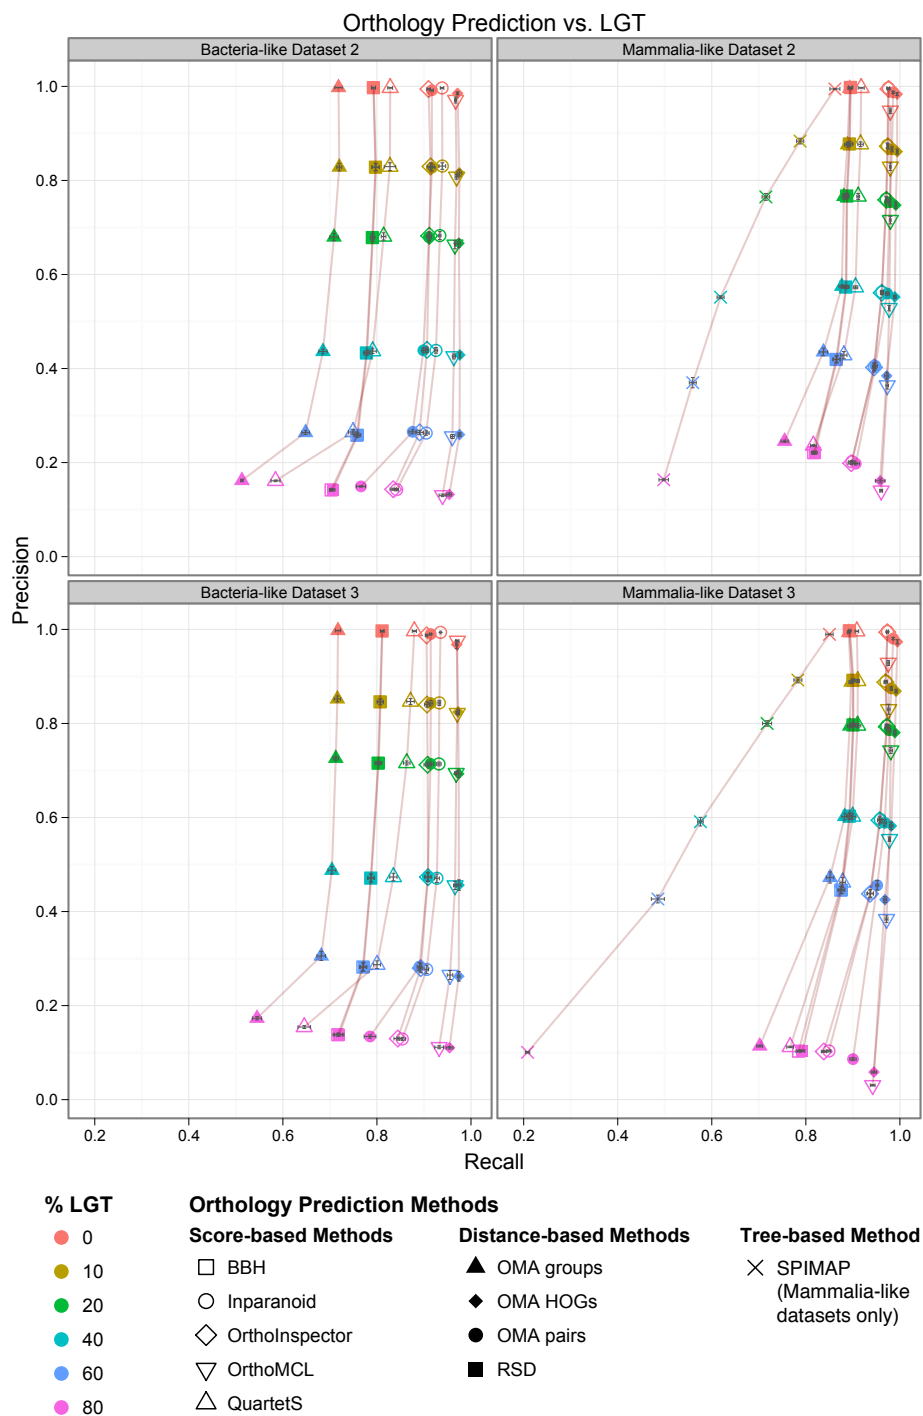 Orthology Prediction vs. LGT
Bacteria-like Dataset 2
Mammalia-like Dataset 2
1.0
0.8
0.6
0.4
0.2
0.0
Precision
Bacteria-like Dataset 3
Mammalia-like Dataset 3
1.0
0.8
0.6
0.4
0.2
0.0
0.2 0.4 0.6 0.8 1.0 0.2 0.4 0.6 0.8 1.0
Recall
% LGT
0
10
20
40
60
80
Orthology Prediction Methods
Score-based Methods
BBH
Inparanoid
OrthoInspector
OrthoMCL
QuartetS
Distance-based Methods
OMA groups
OMA HOGs
OMA pairs
RSD
Tree-based Method
SPIMAP
(Mammalia-like
datasets only)